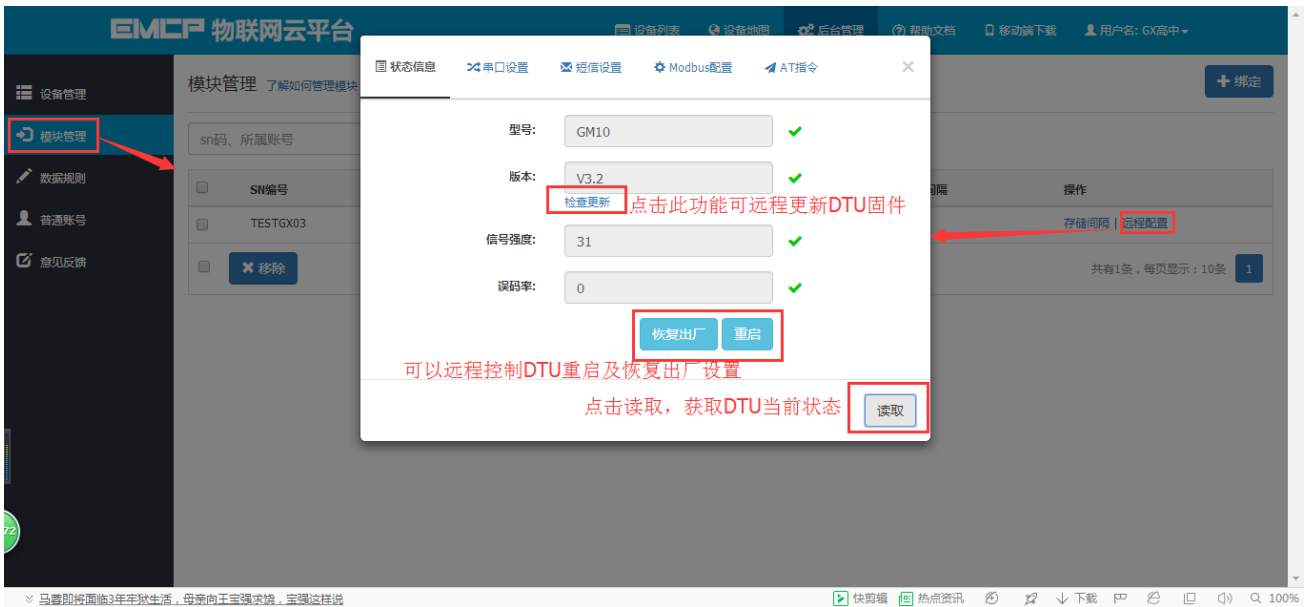 EMCP 物联网云平台
设备列表 设备地图 后台管理 帮助文档 移动端下载 用户名: GX高中
设备管理
模块管理
数据规则
普通账号
意见反馈
模块管理 了解如何管理模块
绑定
sn码、所属账号
SN编号
操作
TESTGX03
存储间隔 | 远程配置
移除
共有1条，每页显示：10条 1
状态信息 串口设置 短信设置 Modbus配置 AT指令 ×
型号: GM10
版本: V3.2
检查更新 点击此功能可远程更新DTU固件
信号强度: 31
误码率: 0
恢复出厂 重启
可以远程控制DTU重启及恢复出厂设置
点击读取，获取DTU当前状态 读取
72
马蓉即将面临3年牢狱生活，母亲向王宝强求饶，宝强这样说
快剪辑 热点资讯 下载 100%